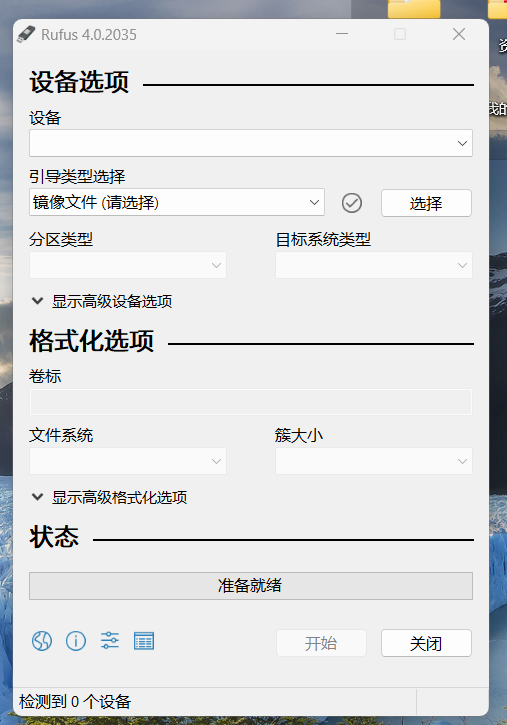 Rufus 4.0.2035
设备选项
设备
引导类型选择
镜像文件 (请选择)
选择
分区类型
目标系统类型
显示高级设备选项
格式化选项
卷标
文件系统
簇大小
显示高级格式化选项
状态
准备就绪
开始
关闭
检测到 0 个设备
我的